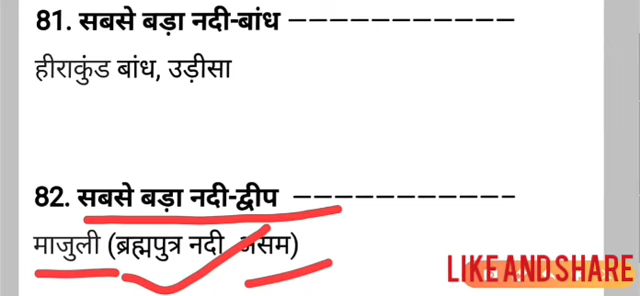 81. सबसे बड़ा नदी-बांध ––––––––––––
हीराकुंड बांध, उड़ीसा
82. सबसे बड़ा नदी-द्वीप ––––––––––––
माजुली (ब्रह्मपुत्र नदी असम)
LIKE AND SHARE